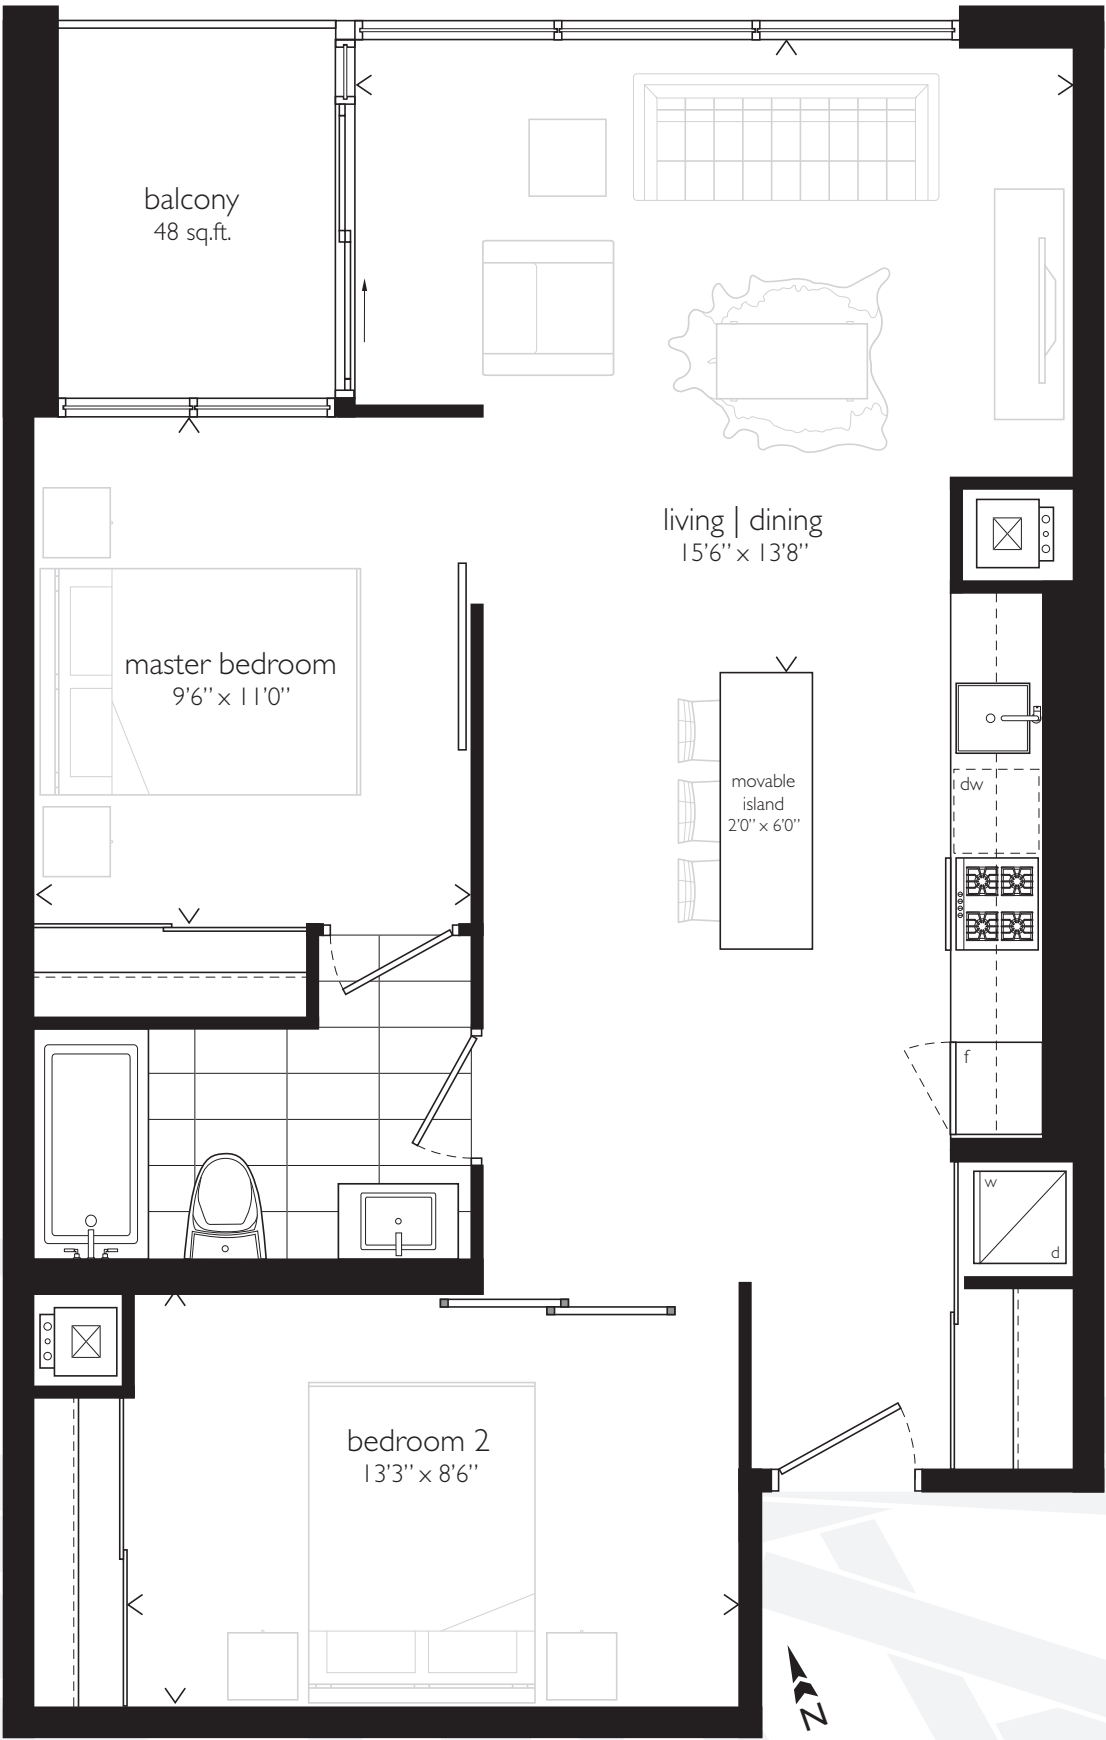 balcony
48 sq.ft.
living | dining
15'6" x 13'8"
master bedroom
9'6" x 11'0"
movable
island
2'0" x 6'0"
dw
f
w
d
bedroom 2
13'3" x 8'6"
N